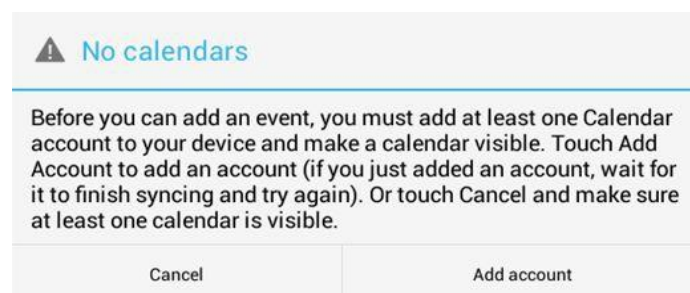 No calendars
Before you can add an event, you must add at least one Calendar
account to your device and make a calendar visible. Touch Add
Account to add an account (if you just added an account, wait for
it to finish syncing and try again). Or touch Cancel and make sure
at least one calendar is visible.
Cancel
Add account